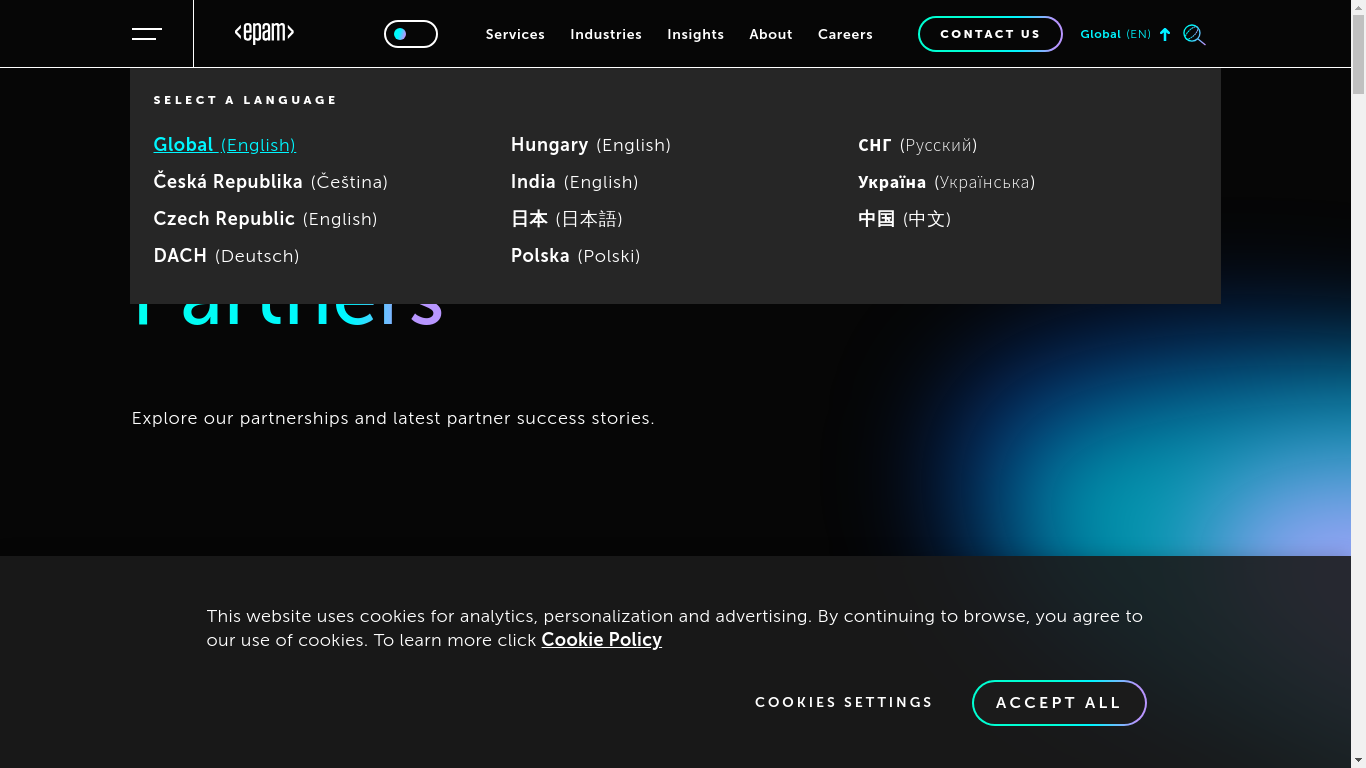 <epam>
Services
Industries
Insights
About
Careers
CONTACT US
Global (EN)
SELECT A LANGUAGE
Global (English)
Česká Republika (Čeština)
Czech Republic (English)
DACH (Deutsch)
Hungary (English)
India (English)
日本 (日本語)
Polska (Polski)
СНГ (Русский)
Україна (Українська)
中国 (中文)
Partners
Explore our partnerships and latest partner success stories.
This website uses cookies for analytics, personalization and advertising. By continuing to browse, you agree to
our use of cookies. To learn more click Cookie Policy
COOKIES SETTINGS
ACCEPT ALL